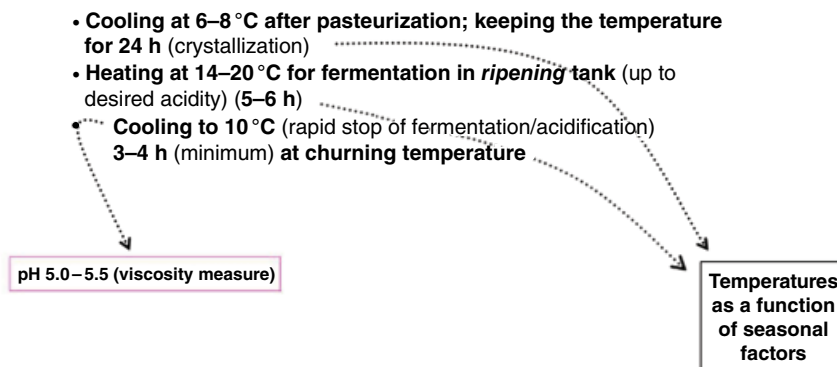 • Cooling at 6–8 °C after pasteurization; keeping the temperature
for 24 h (crystallization)
• Heating at 14–20 °C for fermentation in ripening tank (up to
desired acidity) (5–6 h)
• Cooling to 10 °C (rapid stop of fermentation/acidification)
3–4 h (minimum) at churning temperature
pH 5.0–5.5 (viscosity measure)
Temperatures
as a function
of seasonal
factors